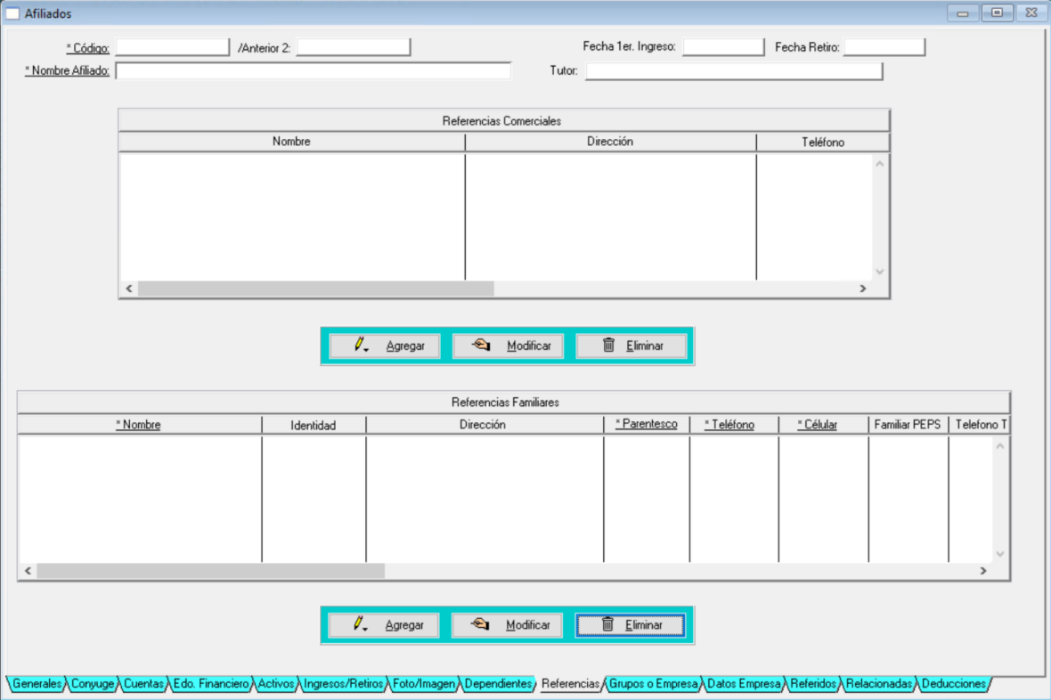 Afiliados
* Código: /Anterior 2: Fecha 1er. Ingreso: Fecha Retiro:
* Nombre Afiliado: Tutor:
Referencias Comerciales
Nombre Dirección Teléfono
Agregar Modificar Eliminar
Referencias Familiares
* Nombre Identidad Dirección * Parentesco * Teléfono * Célular Familiar PEPS Telefono T
Agregar Modificar Eliminar
Generales Conyuge Cuentas Edo. Financiero Activos Ingresos/Retiros Foto/Imagen Dependientes Referencias Grupos o Empresa Datos Empresa Referidos Relacionadas Deducciones